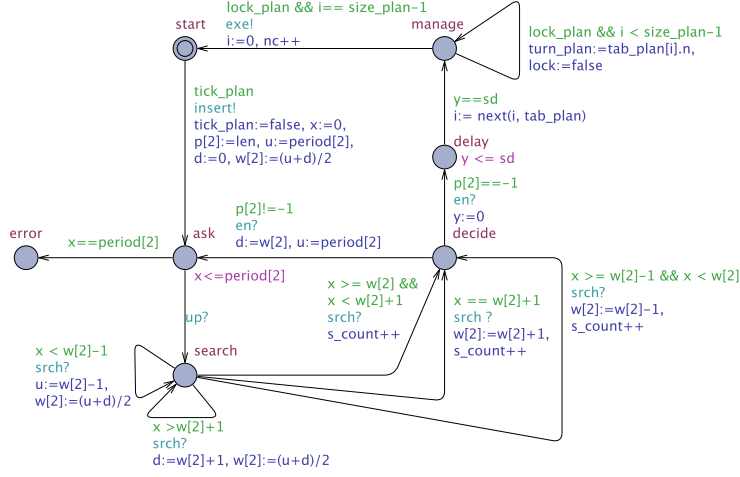 lock_plan && i== size_plan-1
exe!
i:=0, nc++
start
manage
lock_plan && i < size_plan-1
turn_plan:=tab_plan[i].n,
lock:=false
tick_plan
insert!
tick_plan:=false, x:=0,
p[2]:=len, u:=period[2],
d:=0, w[2]:=(u+d)/2
y==sd
i:= next(i, tab_plan)
delay
y <= sd
p[2]==-1
en?
y:=0
decide
p[2]!=-1
en?
d:=w[2], u:=period[2]
error
x==period[2]
ask
x<=period[2]
up?
x >= w[2] &&
x < w[2]+1
srch?
s_count++
x == w[2]+1
srch ?
w[2]:=w[2]+1,
s_count++
x >= w[2]-1 && x < w[2]
srch?
w[2]:=w[2]-1,
s_count++
search
x < w[2]-1
srch?
u:=w[2]-1,
w[2]:=(u+d)/2
x >w[2]+1
srch?
d:=w[2]+1, w[2]:=(u+d)/2